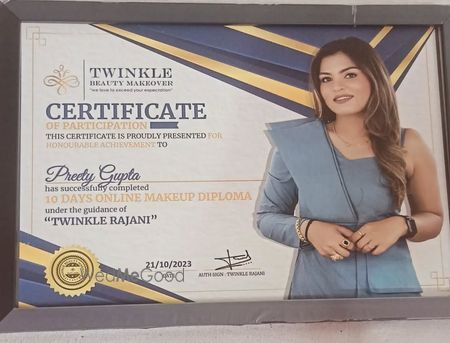 TWINKLE
BEAUTY MAKEOVER
"we love to exceed your expectation"
CERTIFICATE
OF PARTICIPATION
THIS CERTIFICATE IS PROUDLY PRESENTED FOR
HONOURABLE ACHIEVEMENT TO
Preety Gupta
has successfully completed
10 DAYS ONLINE MAKEUP DIPLOMA
under the guidance of
"TWINKLE RAJANI"
21/10/2023
DATE
AUTH SIGN : TWINKLE RAJANI
WedMeGood